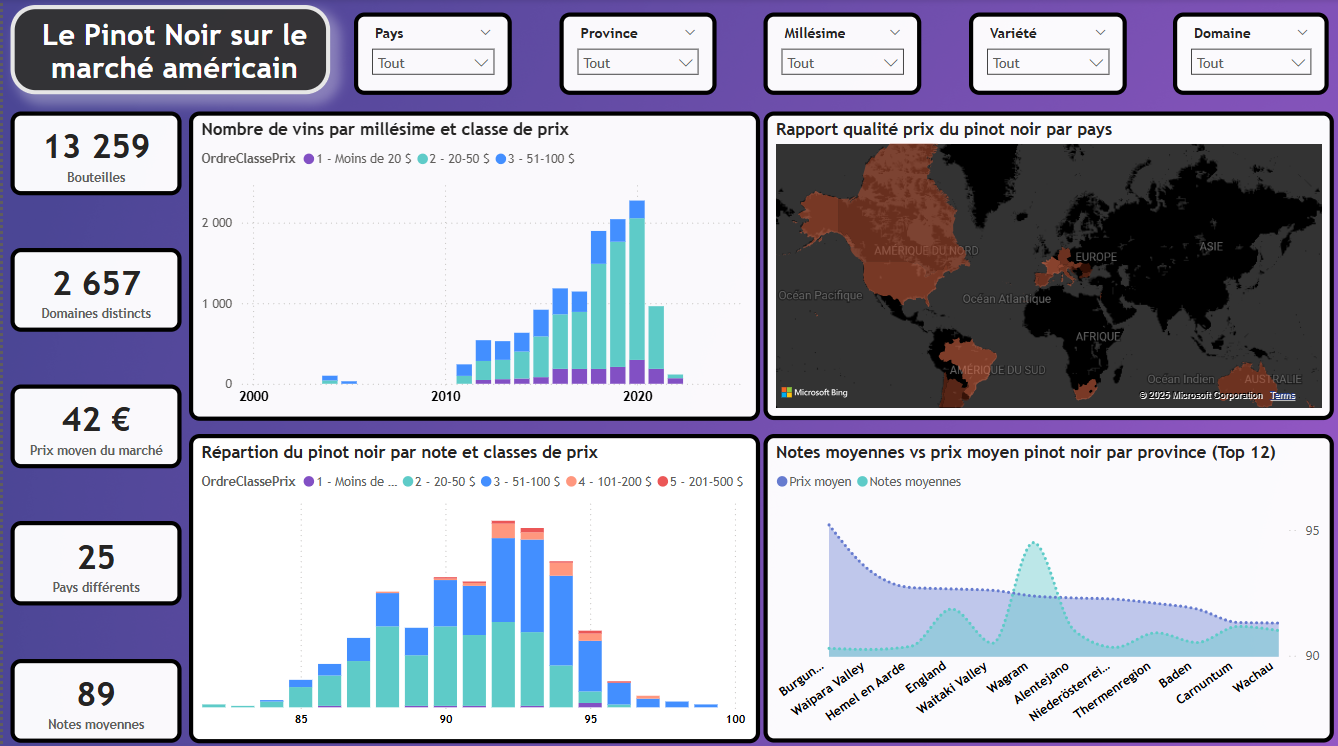 Le Pinot Noir sur le
marché américain
Pays
Tout
Province
Tout
Millésime
Tout
Variété
Tout
Domaine
Tout
13 259
Bouteilles
2 657
Domaines distincts
42 €
Prix moyen du marché
25
Pays différents
89
Notes moyennes
Nombre de vins par millésime et classe de prix
OrdreClassePrix 1 - Moins de 20 $ 2 - 20-50 $ 3 - 51-100 $
2 000
1 000
0
2000 2010 2020
Rapport qualité prix du pinot noir par pays
AMÉRIQUE DU NORD
EUROPE
ASIE
Océan Pacifique
Océan Atlantique
AFRIQUE
AMÉRIQUE DU SUD
Océan Indien
AUSTRALIE
Microsoft Bing
© 2025 Microsoft Corporation Terms
Répartion du pinot noir par note et classes de prix
OrdreClassePrix 1 - Moins de ... 2 - 20-50 $ 3 - 51-100 $ 4 - 101-200 $ 5 - 201-500 $
85 90 95 100
Notes moyennes vs prix moyen pinot noir par province (Top 12)
Prix moyen Notes moyennes
95
90
Burgun...
Waipara Valley
Hemel en Aarde
England
Waitaki Valley
Wagram
Alentejano
Niederösterrei...
Thermenregion
Baden
Carnuntum
Wachau